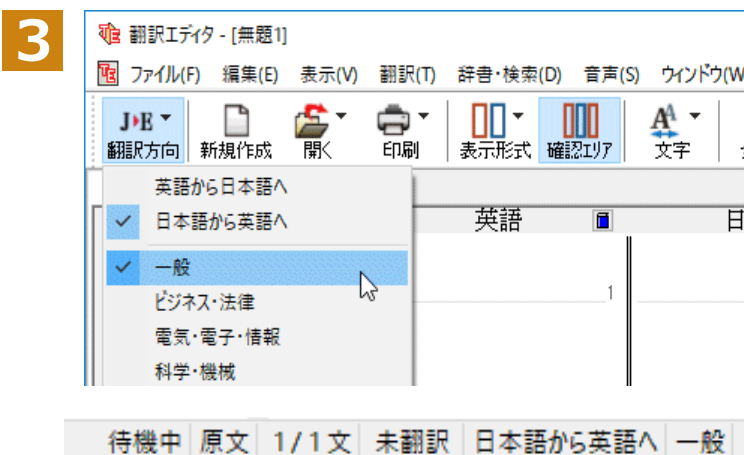 3
翻訳エディタ - [無題1]
ファイル(F) 編集(E) 表示(V) 翻訳(T) 辞書・検索(D) 音声(S) ウィンドウ(W
J▸E
翻訳方向 新規作成 開く 印刷 表示形式 確認エリア 文字
英語から日本語へ
日本語から英語へ
英語 日
一般
1
ビジネス・法律
電気・電子・情報
科学・機械
待機中 原文 1/1文 未翻訳 日本語から英語へ 一般